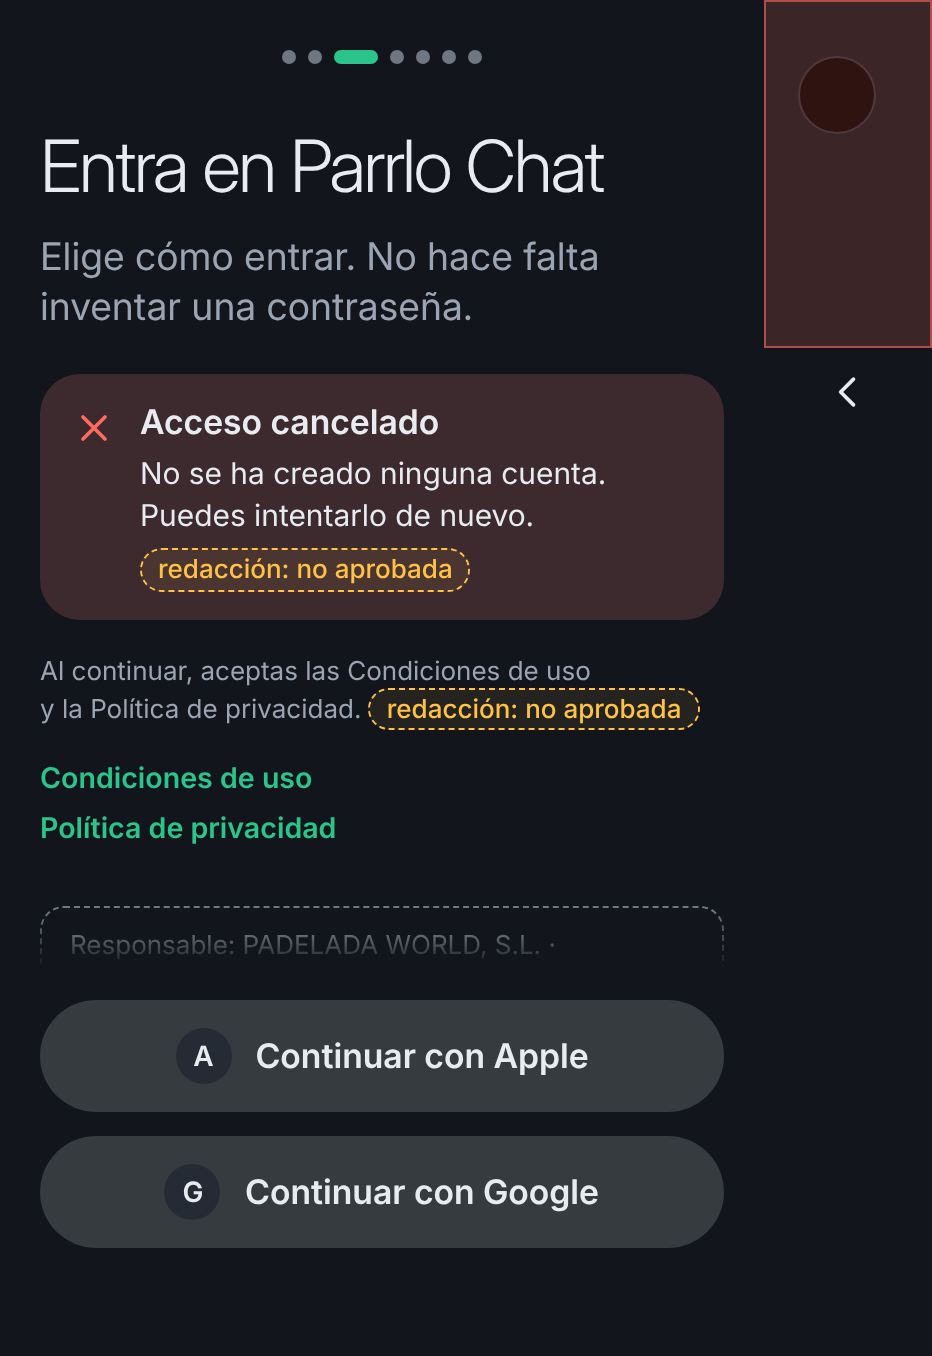 Entra en Parrlo Chat
Elige cómo entrar. No hace falta
inventar una contraseña.
Acceso cancelado
No se ha creado ninguna cuenta.
Puedes intentarlo de nuevo.
redacción: no aprobada
Al continuar, aceptas las Condiciones de uso
y la Política de privacidad. redacción: no aprobada
Condiciones de uso
Política de privacidad
Responsable: PADELADA WORLD, S.L. ·
A Continuar con Apple
G Continuar con Google